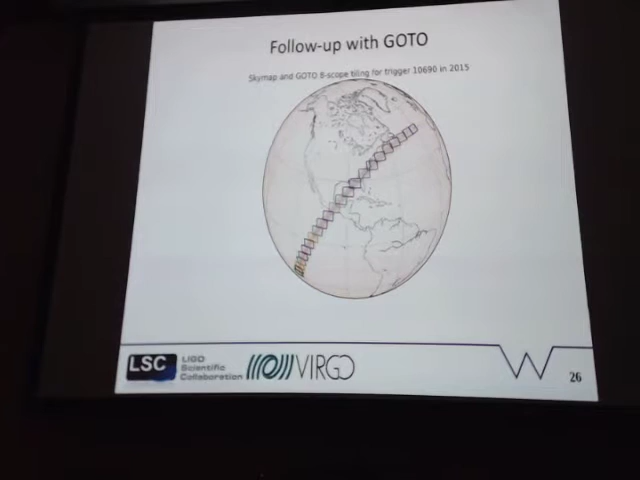 Follow-up with GOTO
Skymap and GOTO 8-scope tiling for trigger 10690 in 2015
LSC
LIGO
Scientific
Collaboration
VIRGO
26